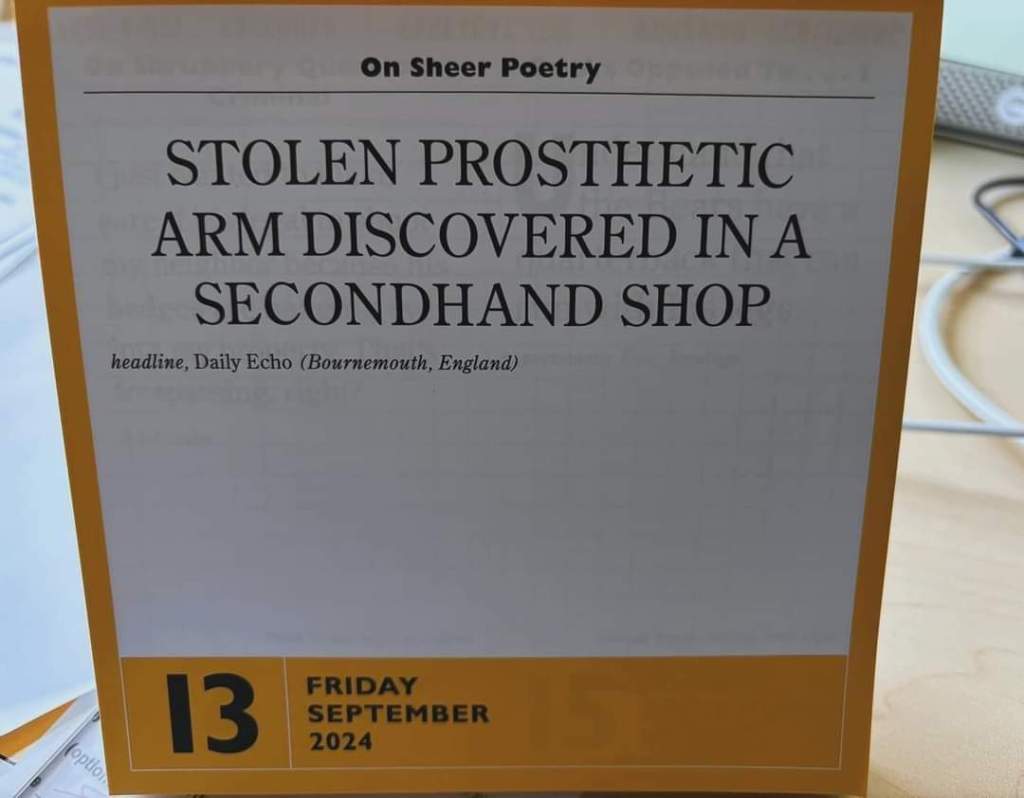 On Sheer Poetry
STOLEN PROSTHETIC
ARM DISCOVERED IN A
SECONDHAND SHOP
headline, Daily Echo (Bournemouth, England)
13
FRIDAY
SEPTEMBER
2024
(option